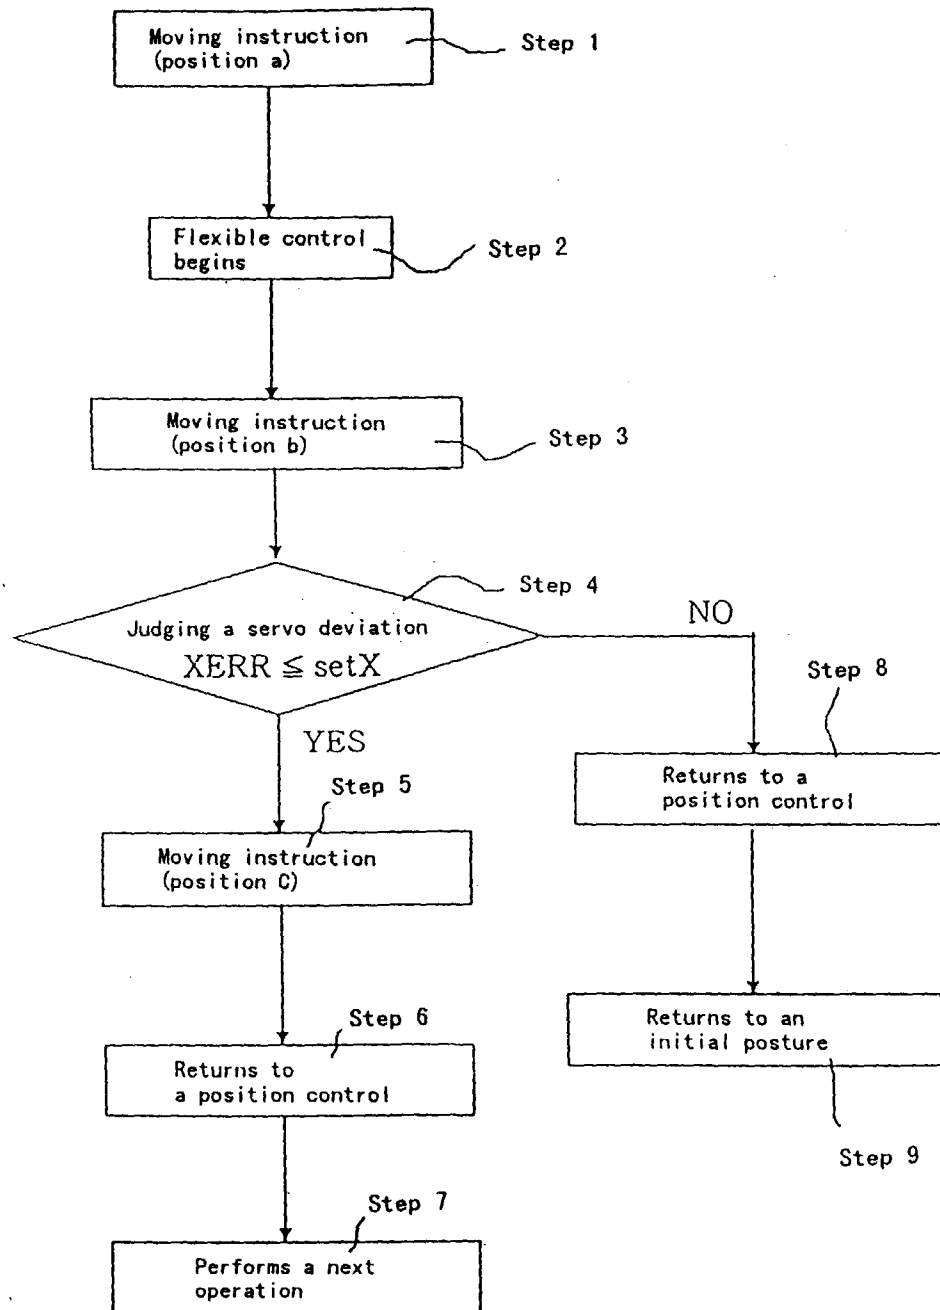 Moving instruction
(position a)
Step 1
Flexible control
begins
Step 2
Moving instruction
(position b)
Step 3
Step 4
Judging a servo deviation
XERR ≦ setX
NO
YES
Step 5
Moving instruction
(position C)
Step 8
Returns to a
position control
Step 6
Returns to
a position control
Returns to an
initial posture
Step 9
Step 7
Performs a next
operation